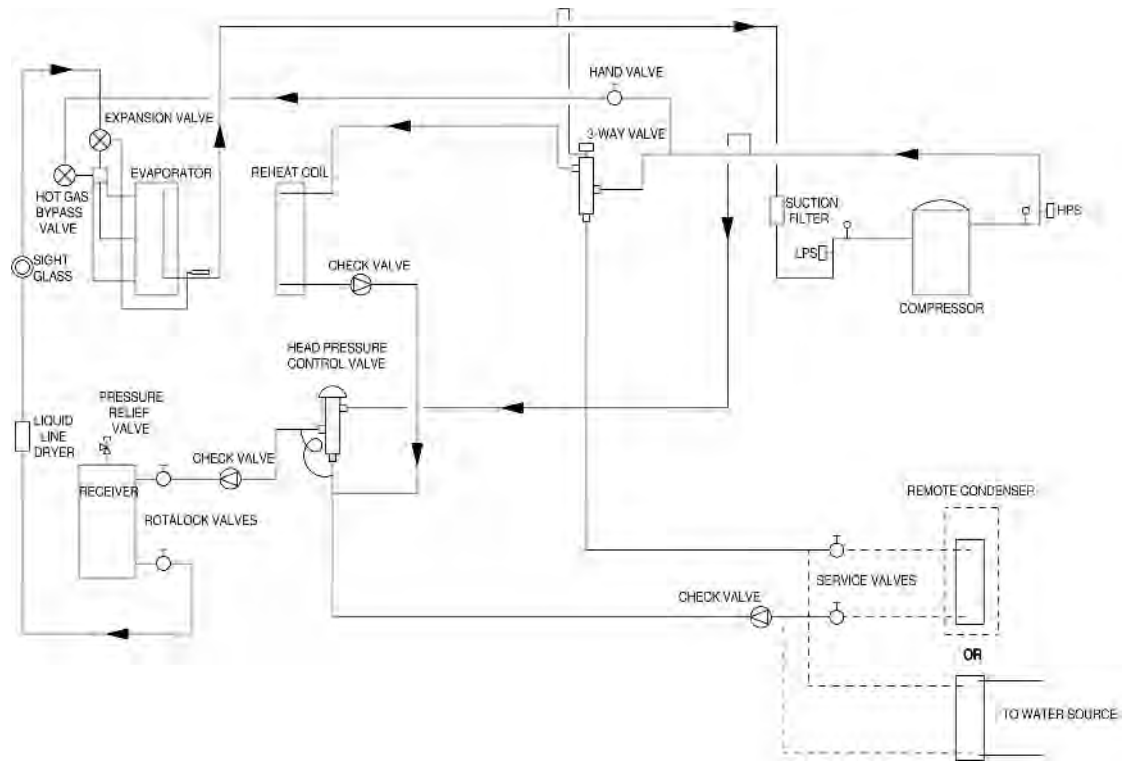 HAND VALVE
EXPANSION VALVE
3-WAY VALVE
EVAPORATOR
REHEAT COIL
HOT GAS
BYPASS
VALVE
SUCTION
FILTER
HPS
LPS
SIGHT
GLASS
CHECK VALVE
COMPRESSOR
HEAD PRESSURE
CONTROL VALVE
PRESSURE
RELIEF
VALVE
LIQUID
LINE
DRYER
CHECK VALVE
RECEIVER
ROTALOCK VALVES
REMOTE CONDENSER
SERVICE VALVES
CHECK VALVE
OR
TO WATER SOURCE